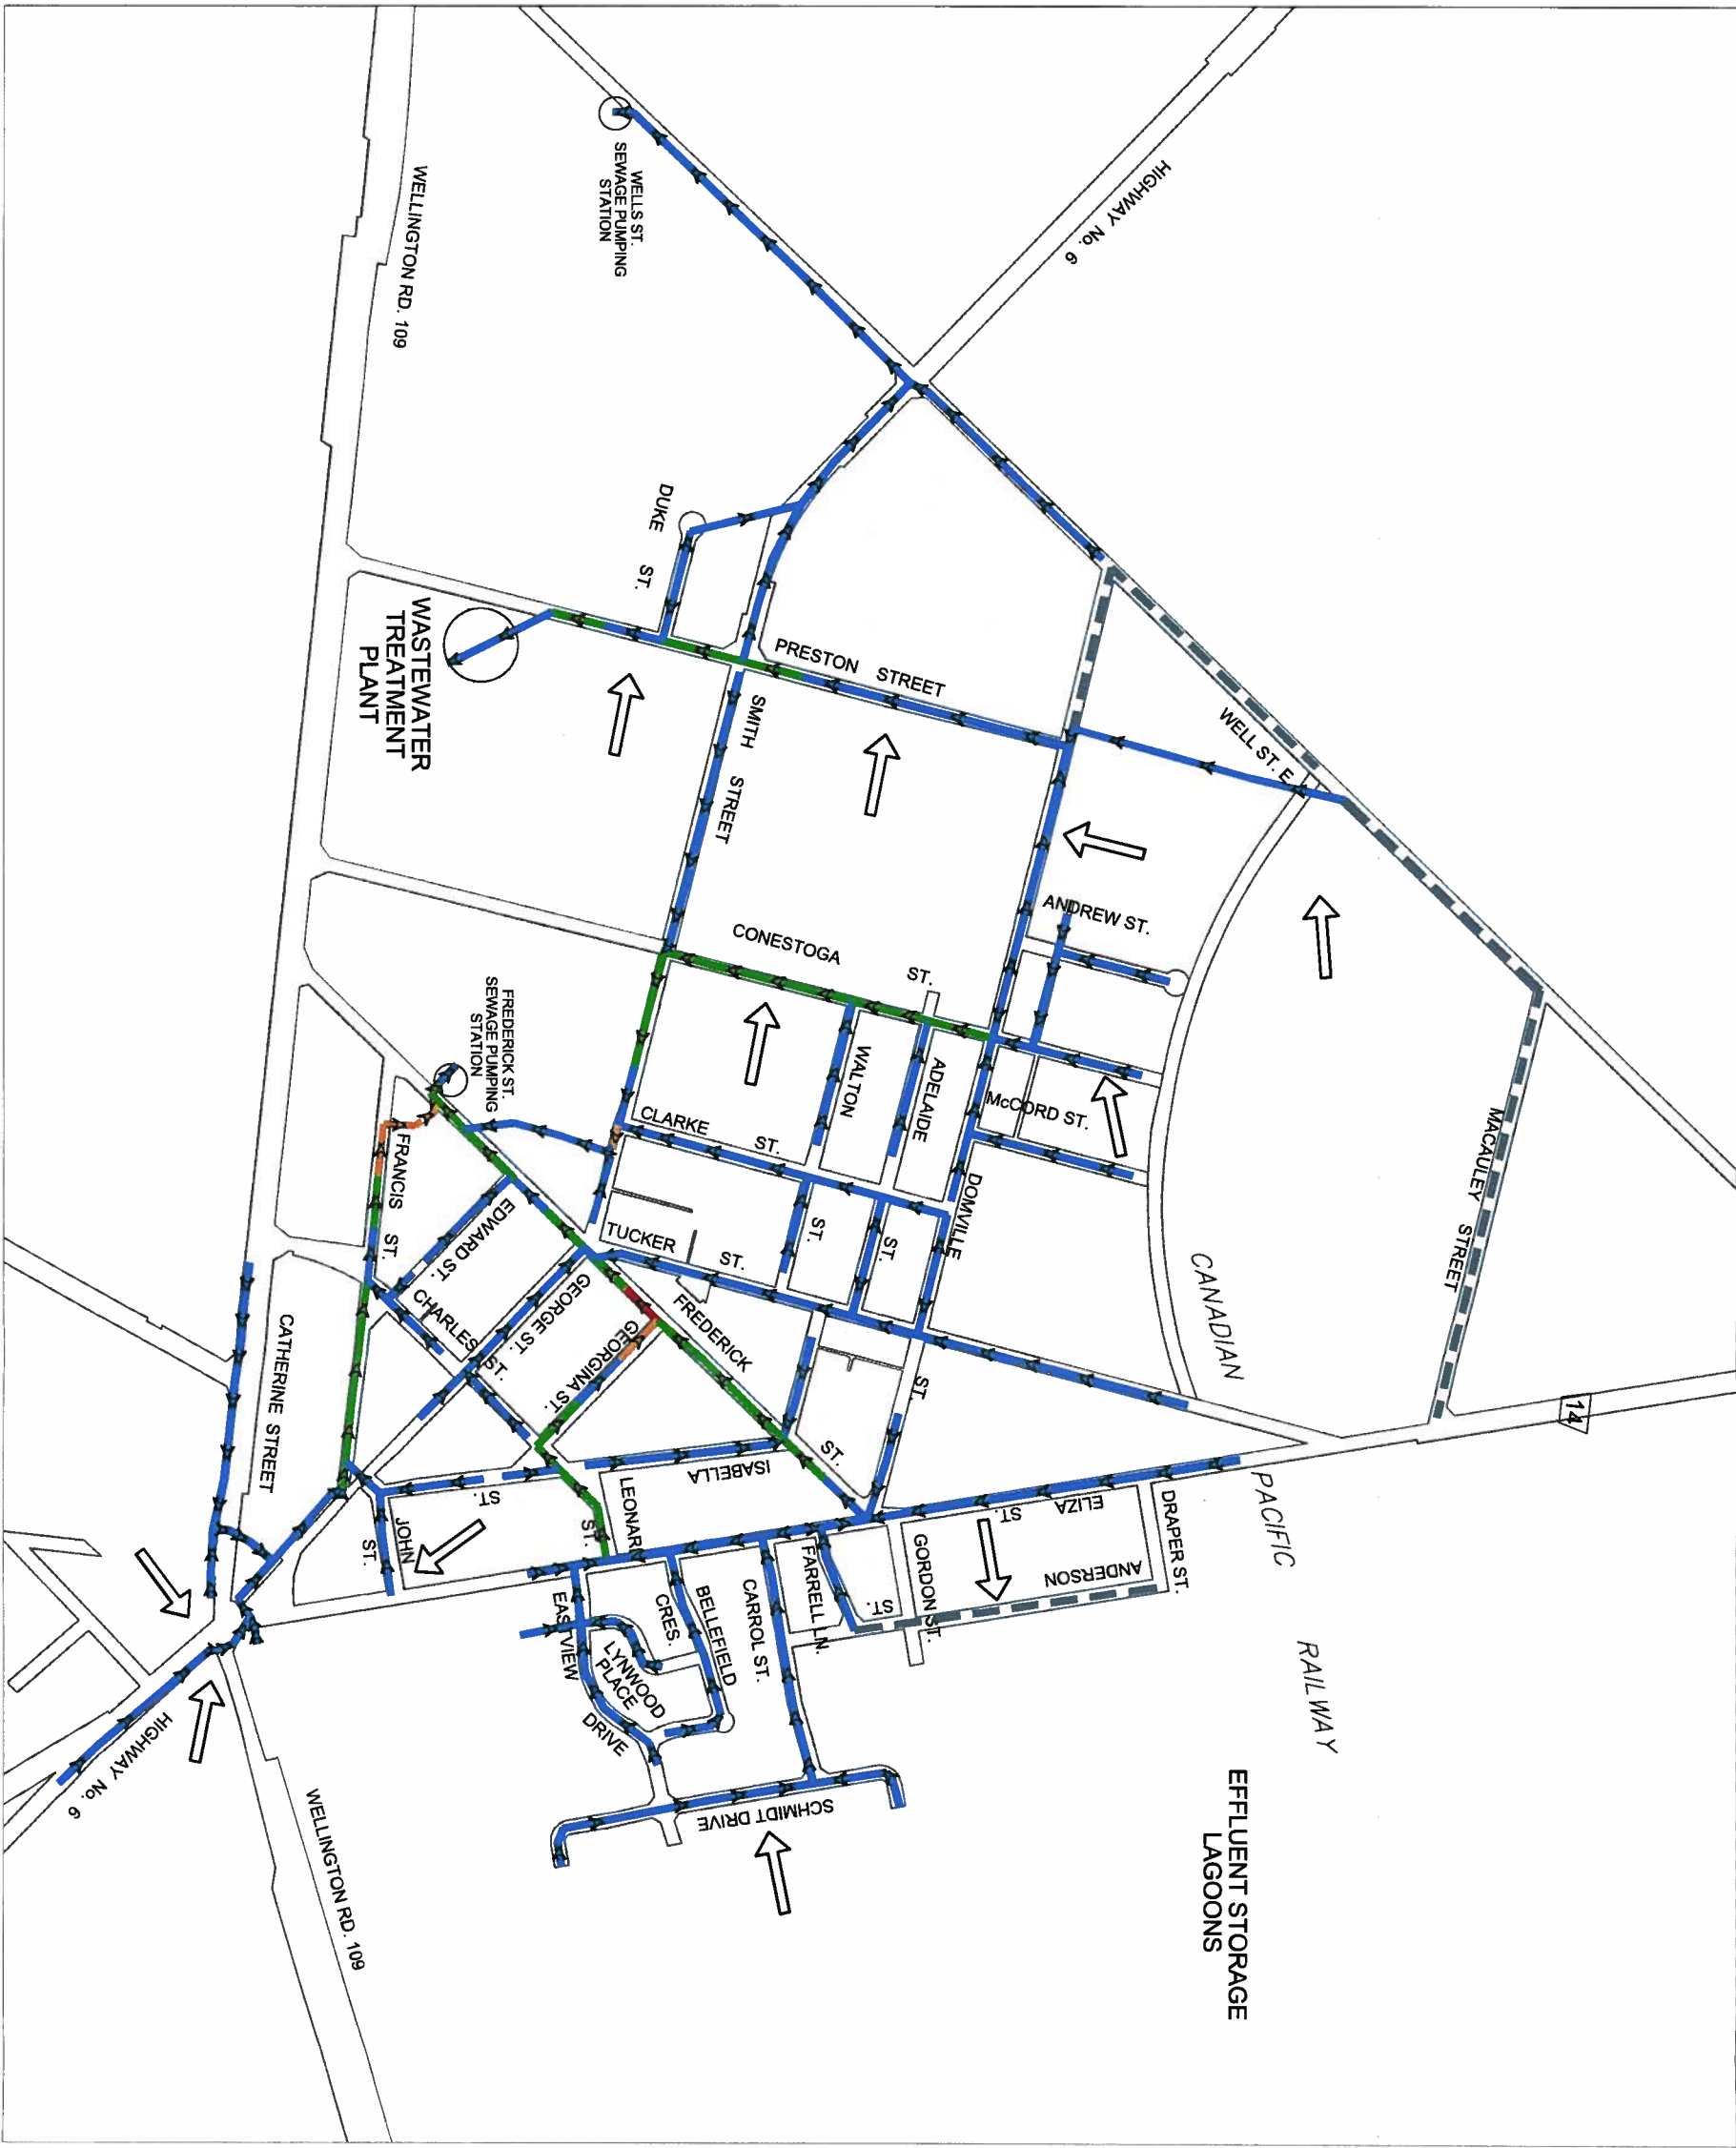 HIGHWAY No. 6
WELLS ST.
SEWAGE PUMPING
STATION
WELLINGTON RD. 109
DUKE
ST.
WASTEWATER
TREATMENT
PLANT
PRESTON STREET
SMITH STREET
WELL ST. E
ANDREW ST.
CONESTOGA
ST.
WALTON
ADELAIDE
McCORD ST.
MACAULEY STREET
FREDERICK ST.
SEWAGE PUMPING
STATION
CLARKE
ST.
DOMVILLE
FRANCIS
ST.
EDWARD ST.
TUCKER
ST.
ST.
ST.
CANADIAN
CHARLES
ST.
GEORGE ST.
GEORGINA ST.
FREDERICK
ST.
ST.
14
CATHERINE STREET
ISABELLA
ST.
LEONARD
ST.
ELIZA
ST.
DRAPER ST.
PACIFIC
JOHN
ST.
FARRELL LN.
GORDON ST.
ANDERSON
ST.
EASTVIEW
DRIVE
LYNWOOD
PLACE
BELLEFIELD
CRES.
CARROL ST.
RAILWAY
SCHMIDT DRIVE
HIGHWAY No. 6
WELLINGTON RD. 109
EFFLUENT STORAGE
LAGOONS